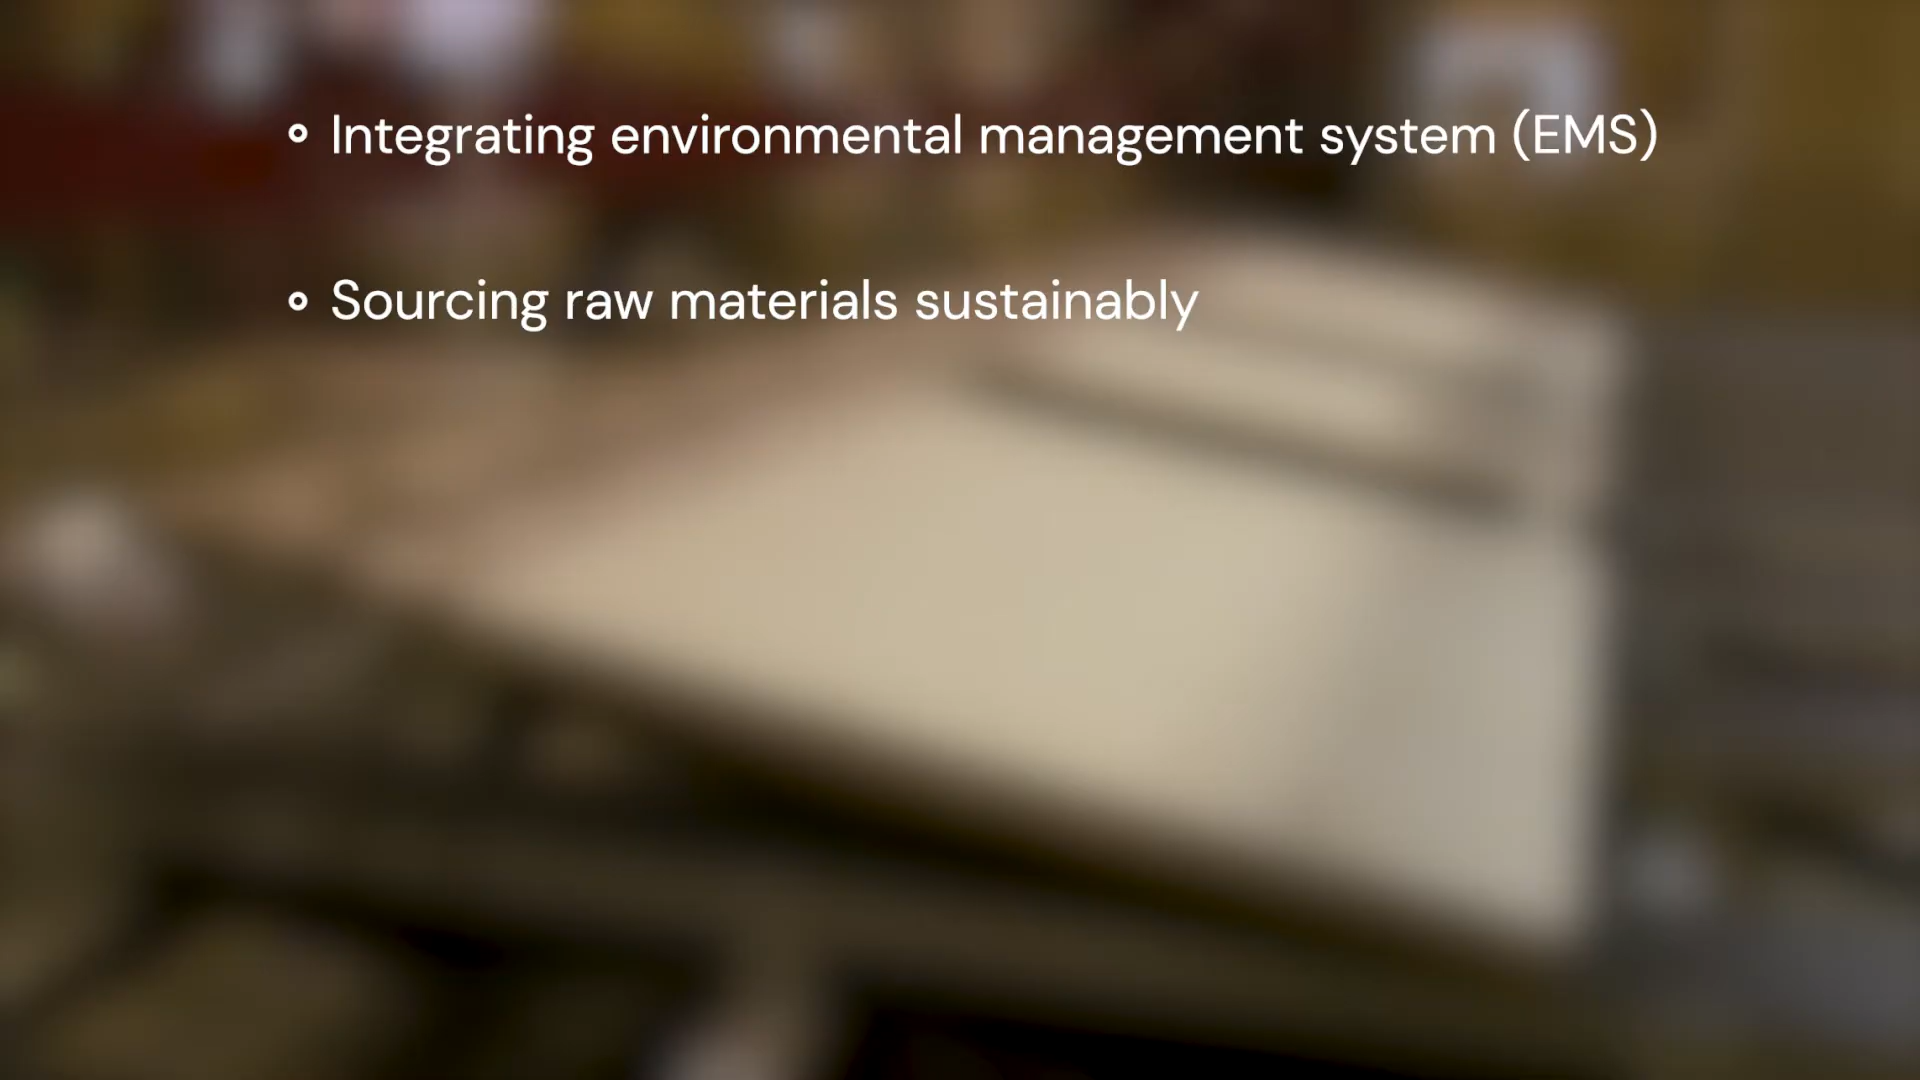 Integrating environmental management system (EMS)
Sourcing raw materials sustainably